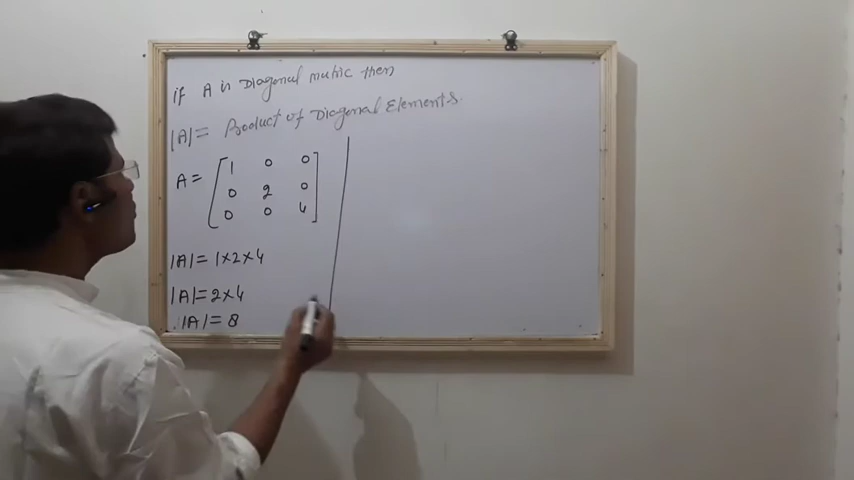 if A is Diagonal matric then
|A| = Product of Diagonal Elements.
A = [1 0 0
0 2 0
0 0 4]
|A| = 1×2×4
|A| = 2×4
|A| = 8